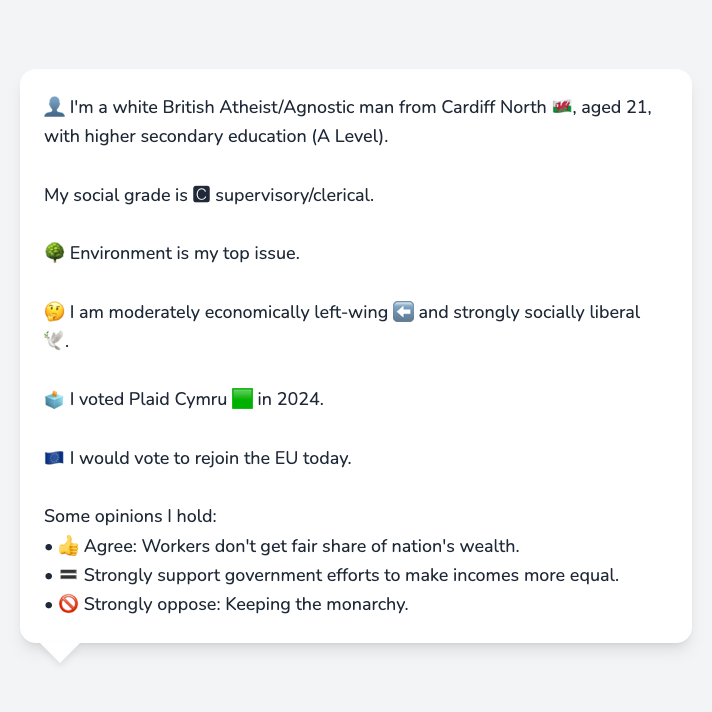 👤 I'm a white British Atheist/Agnostic man from Cardiff North 🏴󠁧󠁢󠁷󠁬󠁳󠁿, aged 21,
with higher secondary education (A Level).
My social grade is 🅲 supervisory/clerical.
🌳 Environment is my top issue.
🤔 I am moderately economically left-wing ⬅️ and strongly socially liberal
🕊️.
🗳️ I voted Plaid Cymru 🟩 in 2024.
🇪🇺 I would vote to rejoin the EU today.
Some opinions I hold:
• 👍 Agree: Workers don't get fair share of nation's wealth.
• 🟰 Strongly support government efforts to make incomes more equal.
• 🚫 Strongly oppose: Keeping the monarchy.